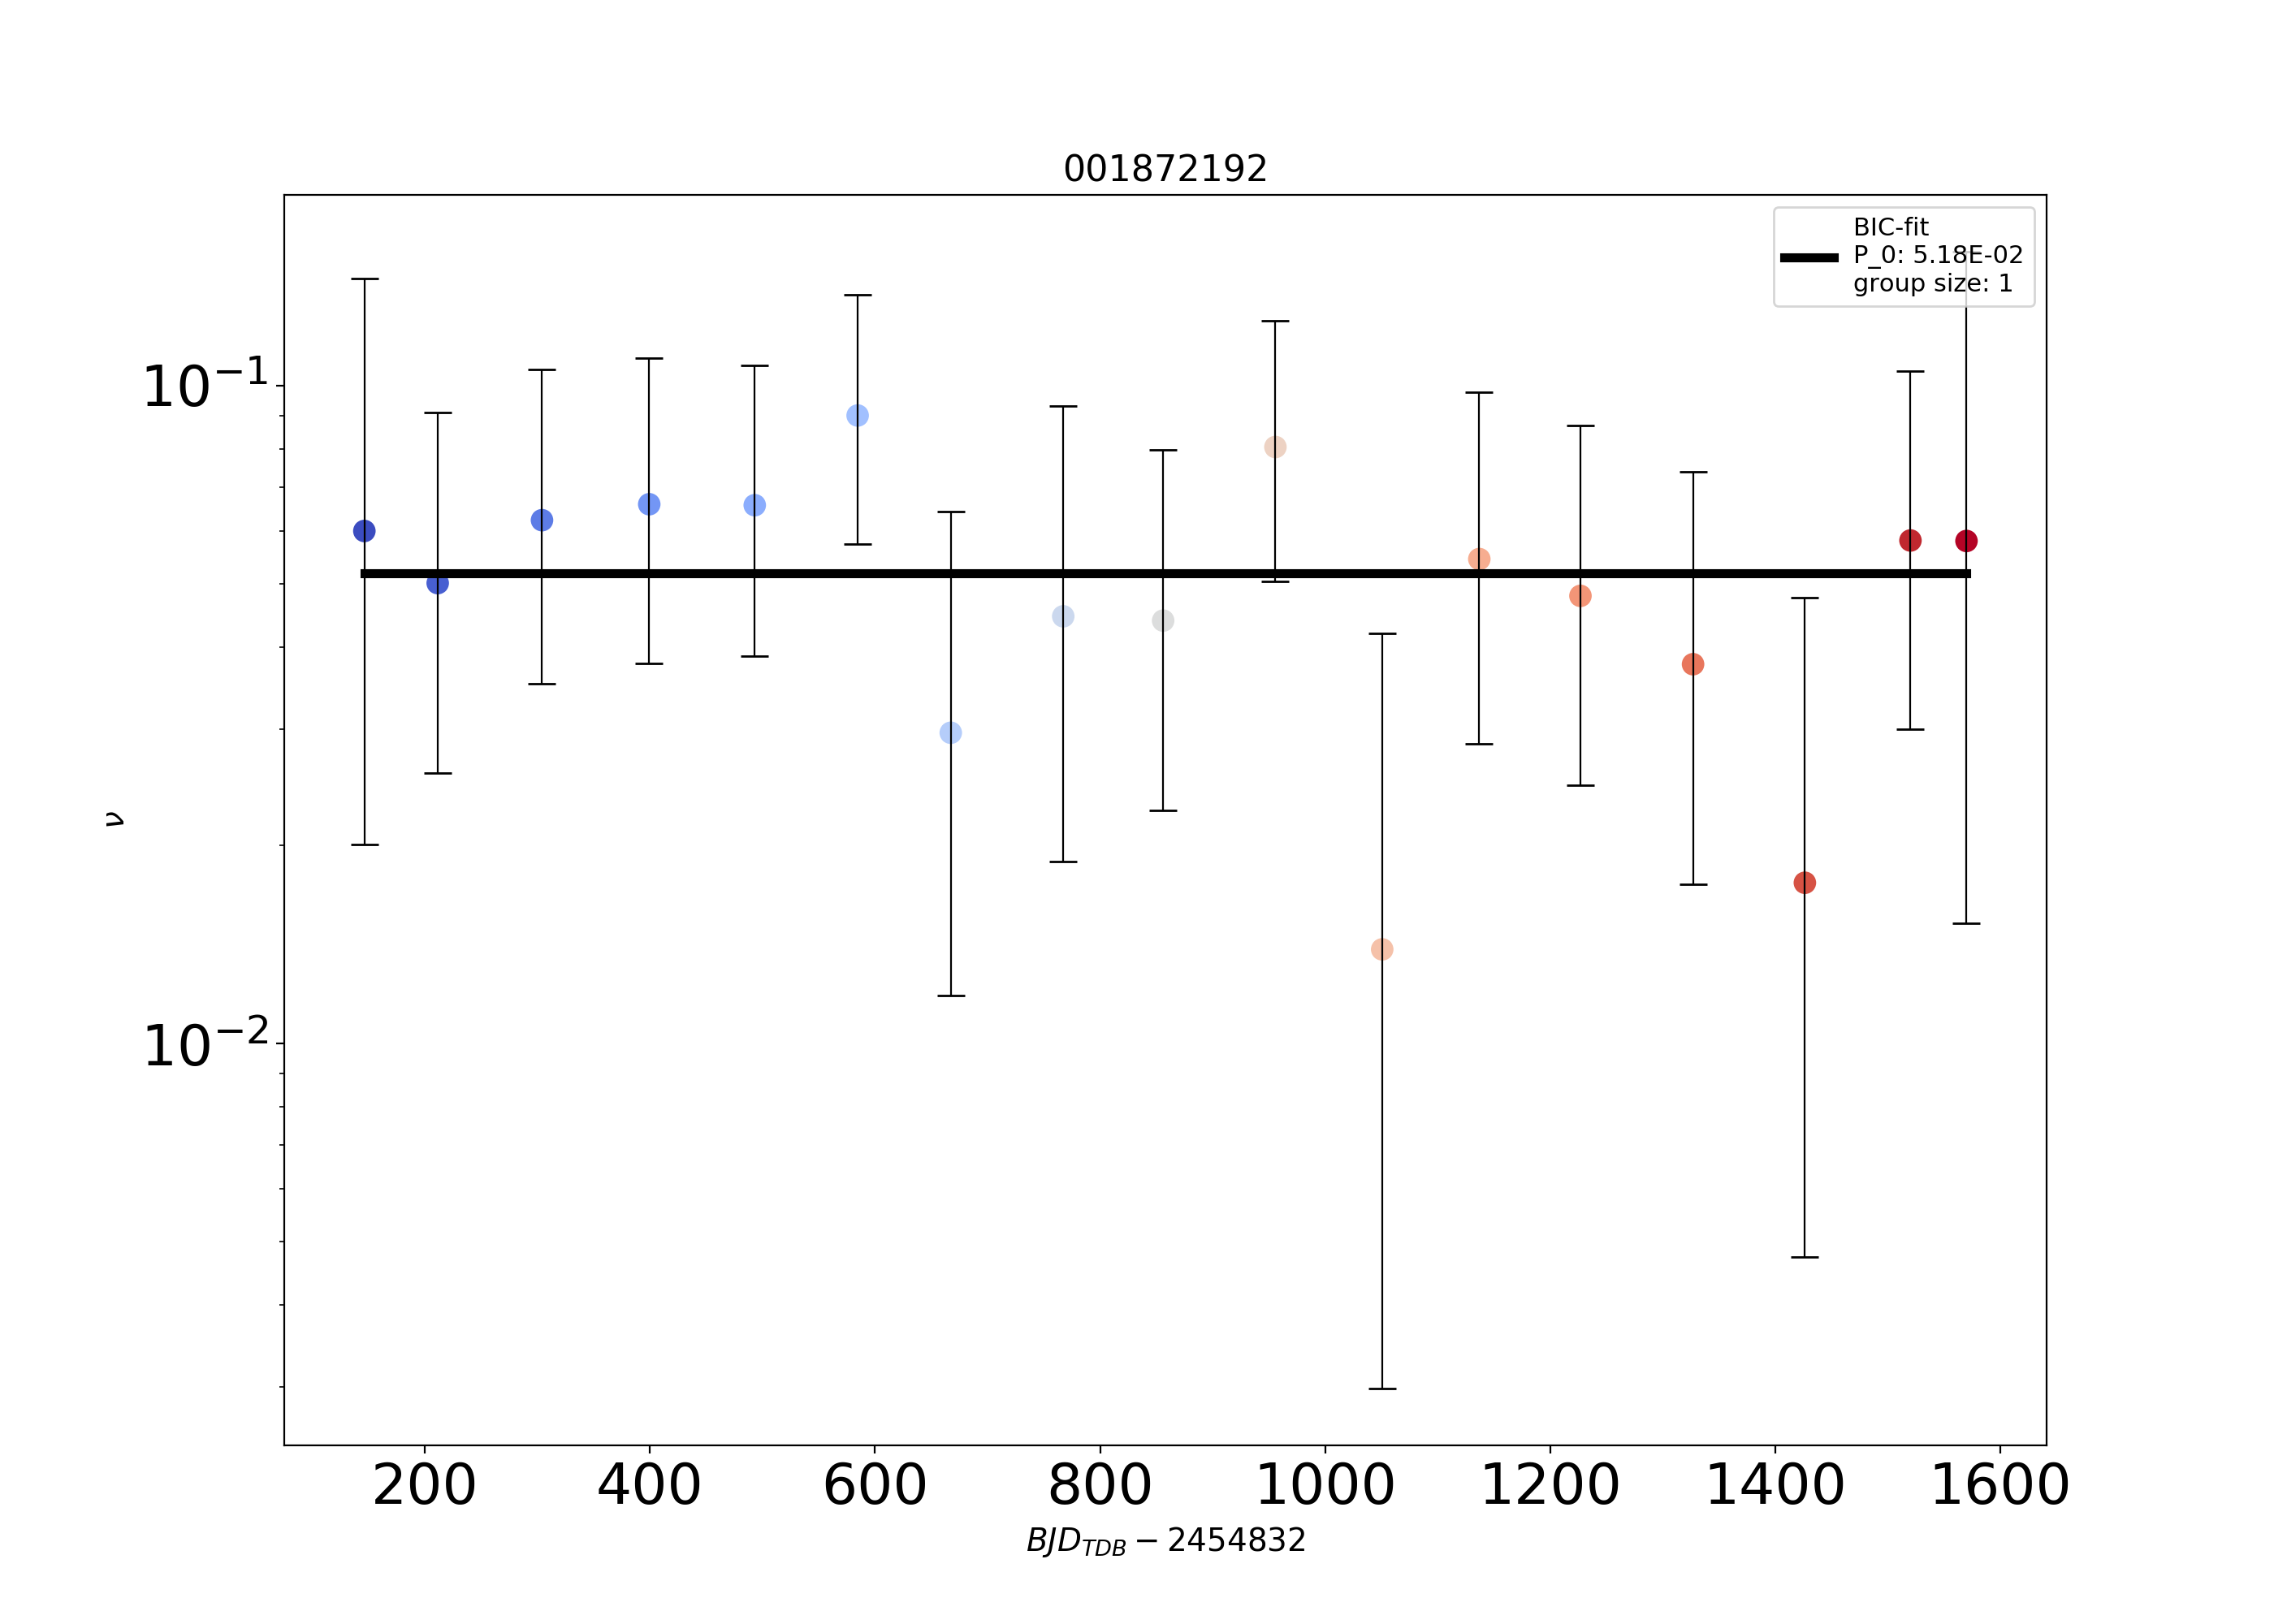 001872192
BIC-fit
P_0: 5.18E-02
group size: 1
10⁻¹
10⁻²
ν
200 400 600 800 1000 1200 1400 1600
BJD_TDB − 2454832